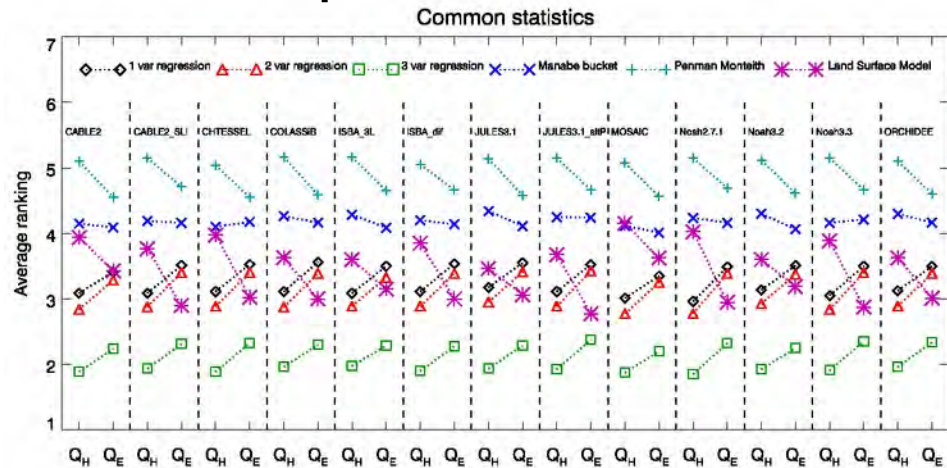 Common statistics
7
1 var regression 2 var regression 3 var regression Manabe bucket Penman Monteith Land Surface Model
6
CABLE2 CABLE2_SLI CHTESSEL COLASSiB ISBA_3L ISBA_dif JULES3.1 JULES3.1_altP MOSAIC Noah2.7.1 Noah3.2 Noah3.3 ORCHIDEE
5
Average ranking
4
3
2
1
QH QE QH QE QH QE QH QE QH QE QH QE QH QE QH QE QH QE QH QE QH QE QH QE QH QE